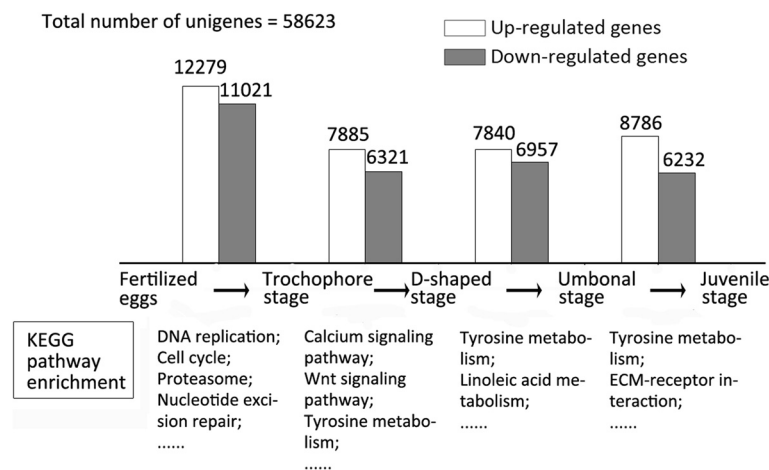 Total number of unigenes = 58623
Up-regulated genes
Down-regulated genes
12279
11021
7885
6321
7840
6957
8786
6232
Fertilized
eggs
Trochophore
stage
D-shaped
stage
Umbonal
stage
Juvenile
stage
KEGG
pathway
enrichment
DNA replication;
Cell cycle;
Proteasome;
Nucleotide exci-
sion repair;
......
Calcium signaling
pathway;
Wnt signaling
pathway;
Tyrosine metabo-
lism;
......
Tyrosine metabo-
lism;
Linoleic acid me-
tabolism;
......
Tyrosine metabo-
lism;
ECM-receptor in-
teraction;
......